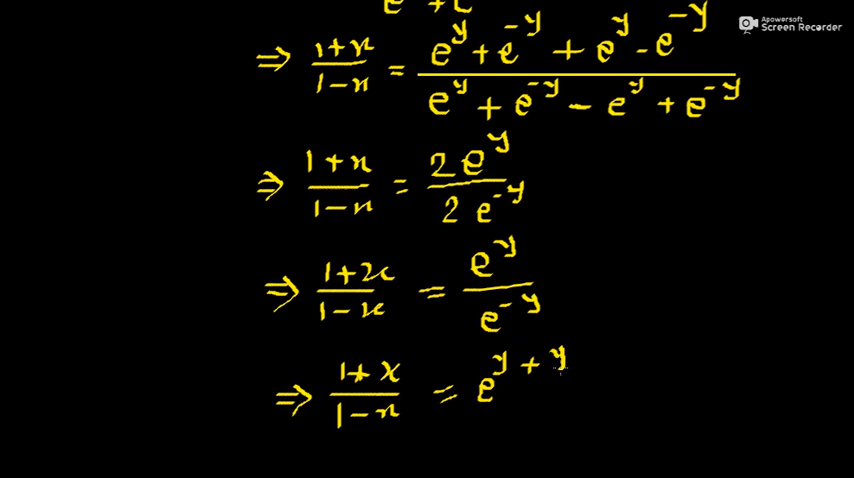 Apowersoft
Screen Recorder
⇒ (1+x)/(1-x) = (e^y + e^-y + e^y - e^-y)/(e^y + e^-y - e^y + e^-y)
⇒ (1+x)/(1-x) = (2e^y)/(2e^-y)
⇒ (1+x)/(1-x) = (e^y)/(e^-y)
⇒ (1+x)/(1-x) = e^(y+y)